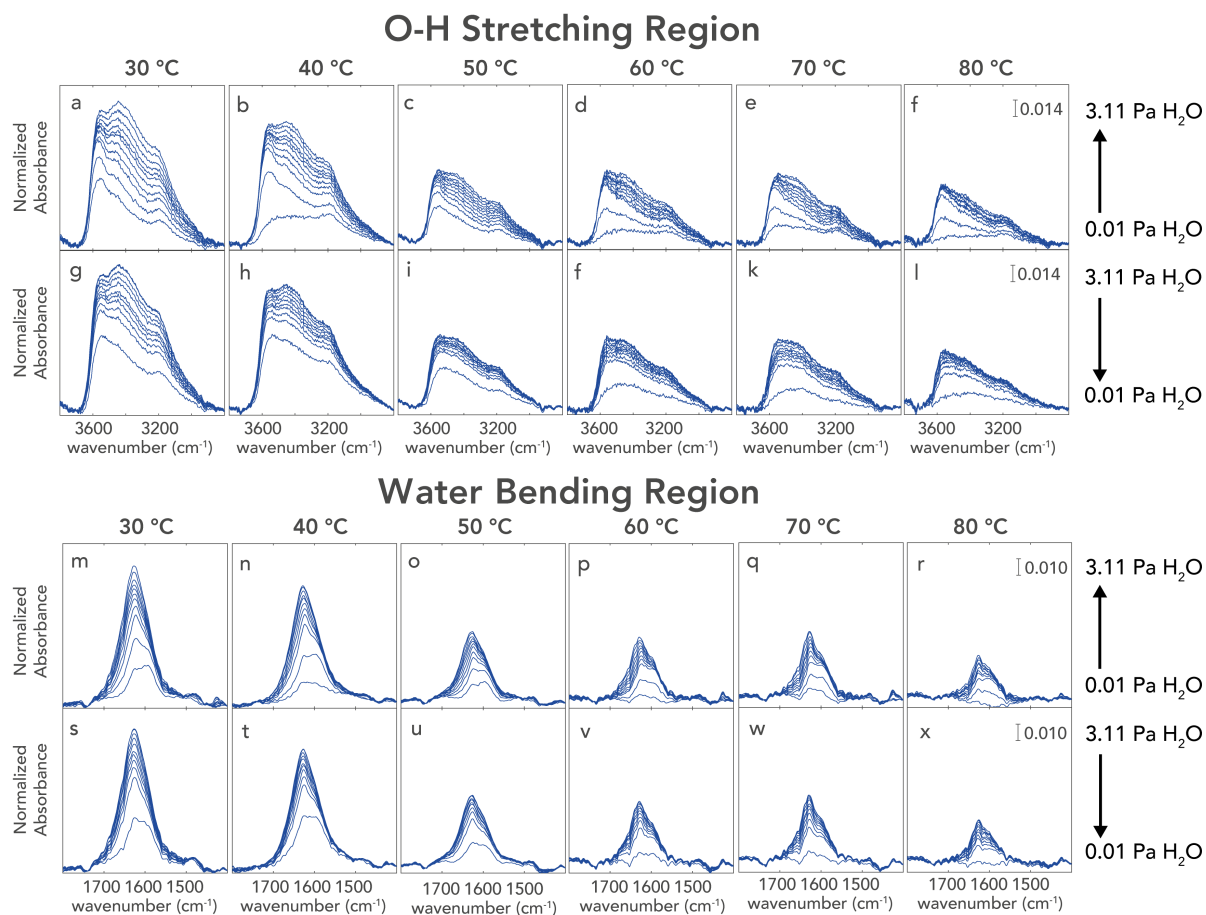 O-H Stretching Region
30 °C 40 °C 50 °C 60 °C 70 °C 80 °C
Normalized
Absorbance
a b c d e f 0.014
3.11 Pa H₂O
0.01 Pa H₂O
Normalized
Absorbance
g h i f k l 0.014
3.11 Pa H₂O
0.01 Pa H₂O
3600 3200 3600 3200 3600 3200 3600 3200 3600 3200 3600 3200
wavenumber (cm⁻¹) wavenumber (cm⁻¹) wavenumber (cm⁻¹) wavenumber (cm⁻¹) wavenumber (cm⁻¹) wavenumber (cm⁻¹)
Water Bending Region
30 °C 40 °C 50 °C 60 °C 70 °C 80 °C
Normalized
Absorbance
m n o p q r 0.010
3.11 Pa H₂O
0.01 Pa H₂O
Normalized
Absorbance
s t u v w x 0.010
3.11 Pa H₂O
0.01 Pa H₂O
1700 1600 1500 1700 1600 1500 1700 1600 1500 1700 1600 1500 1700 1600 1500 1700 1600 1500
wavenumber (cm⁻¹) wavenumber (cm⁻¹) wavenumber (cm⁻¹) wavenumber (cm⁻¹) wavenumber (cm⁻¹) wavenumber (cm⁻¹)